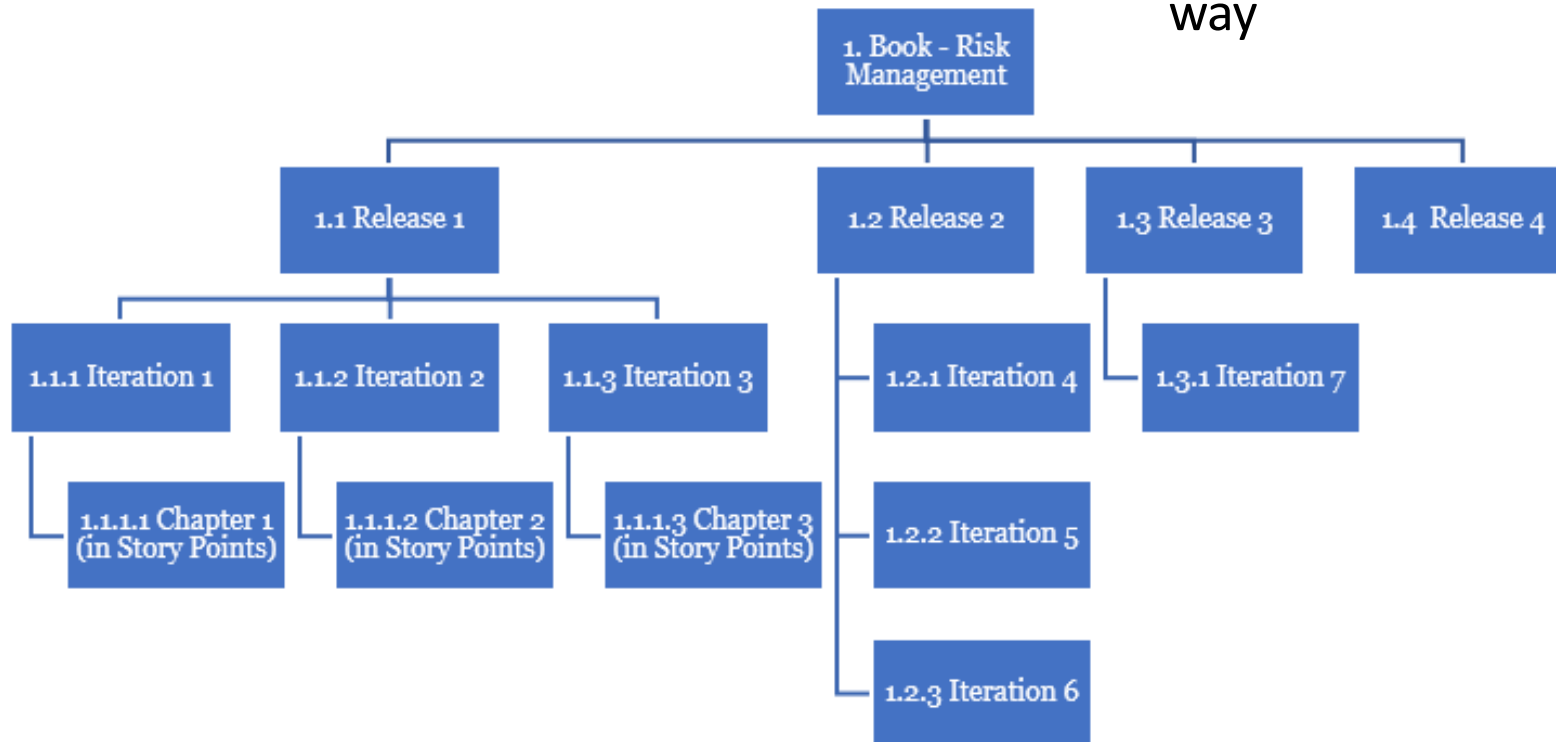 way
1. Book - Risk
Management
1.1 Release 1
1.2 Release 2
1.3 Release 3
1.4 Release 4
1.1.1 Iteration 1
1.1.2 Iteration 2
1.1.3 Iteration 3
1.2.1 Iteration 4
1.3.1 Iteration 7
1.1.1.1 Chapter 1
(in Story Points)
1.1.1.2 Chapter 2
(in Story Points)
1.1.1.3 Chapter 3
(in Story Points)
1.2.2 Iteration 5
1.2.3 Iteration 6